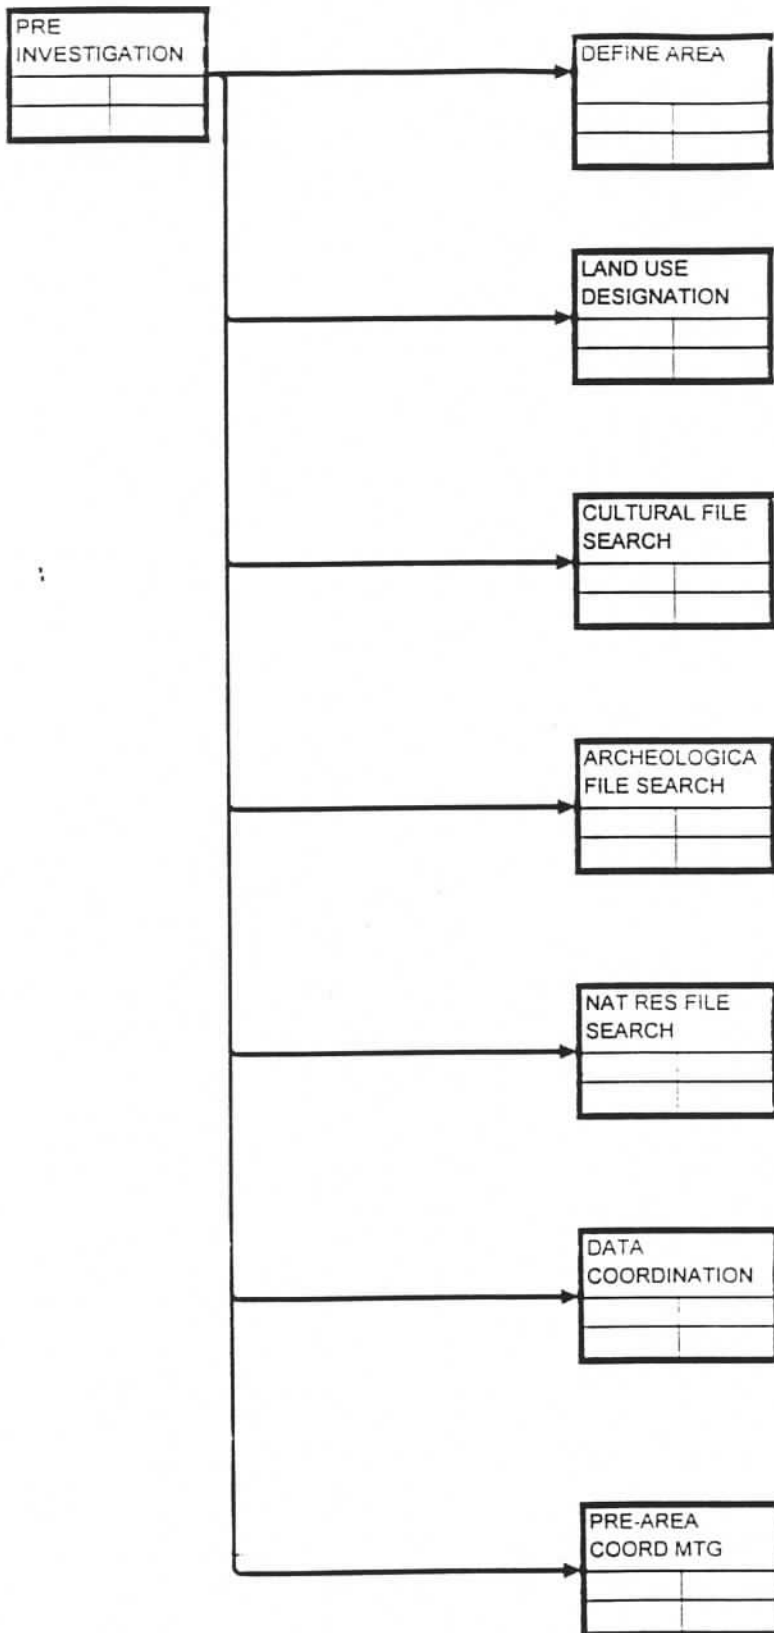 PRE
INVESTIGATION
DEFINE AREA
LAND USE
DESIGNATION
CULTURAL FILE
SEARCH
ARCHEOLOGICA
FILE SEARCH
NAT RES FILE
SEARCH
DATA
COORDINATION
PRE-AREA
COORD MTG